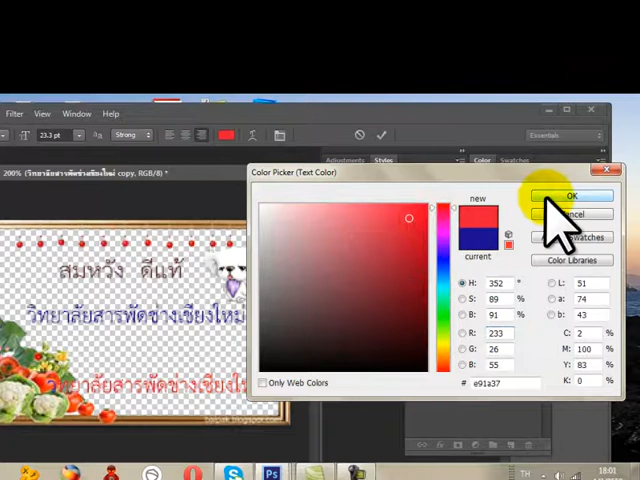 Filter View Window Help
23.3 pt Strong Essentials
200% (วิทยาลัยสารพัดช่างเชียงใหม่ copy, RGB/8) *
Adjustments Styles Color Swatches
Color Picker (Text Color)
new
current
OK
Cancel
Swatches
Color Libraries
H: 352 °
S: 89 %
B: 91 %
R: 233
G: 26
B: 55
L: 51
a: 74
b: 43
C: 2 %
M: 100 %
Y: 83 %
K: 0 %
# e91a37
Only Web Colors
สมหวัง ดีแท้
วิทยาลัยสารพัดช่างเชียงใหม่
วิทยาลัยสารพัดช่างเชียงให
TH 18:01